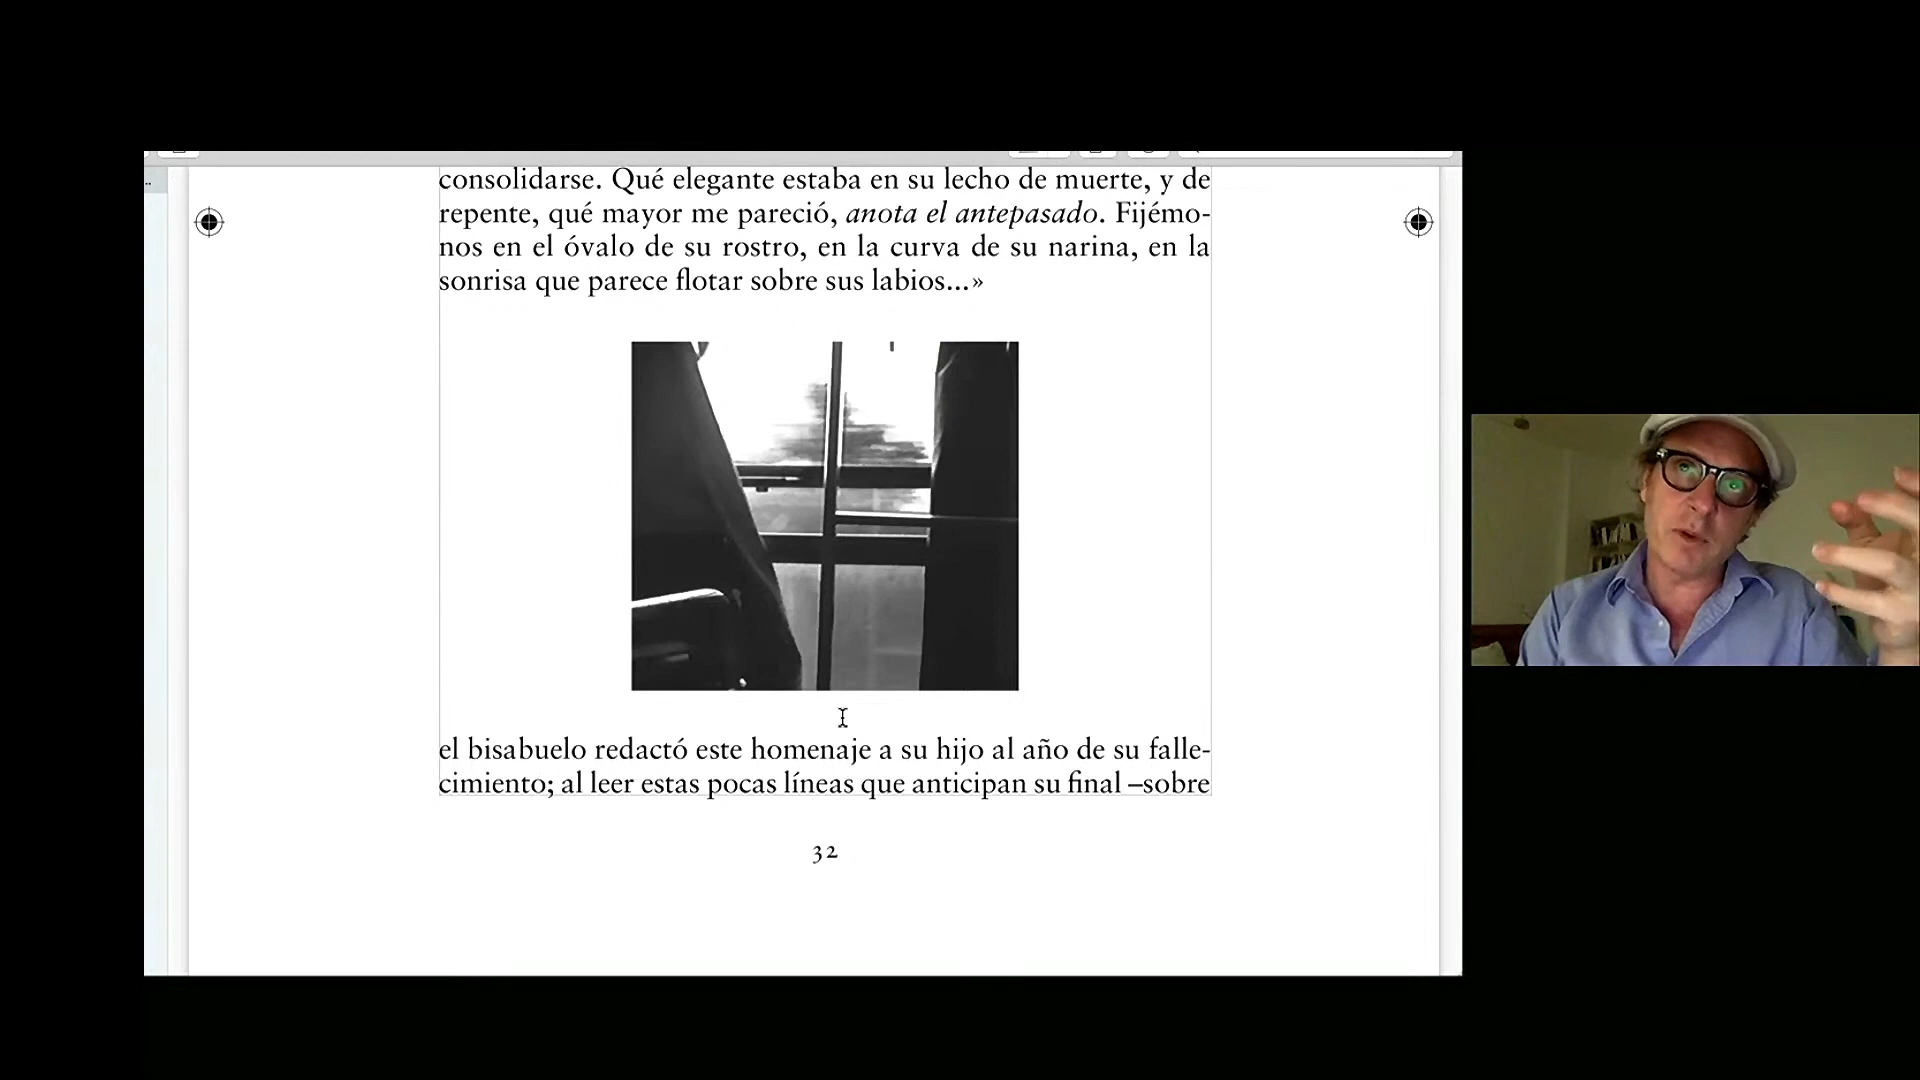 consolidarse. Qué elegante estaba en su lecho de muerte, y de
repente, qué mayor me pareció, anota el antepasado. Fijémo-
nos en el óvalo de su rostro, en la curva de su narina, en la
sonrisa que parece flotar sobre sus labios...»
el bisabuelo redactó este homenaje a su hijo al año de su falle-
cimiento; al leer estas pocas líneas que anticipan su final –sobre
32